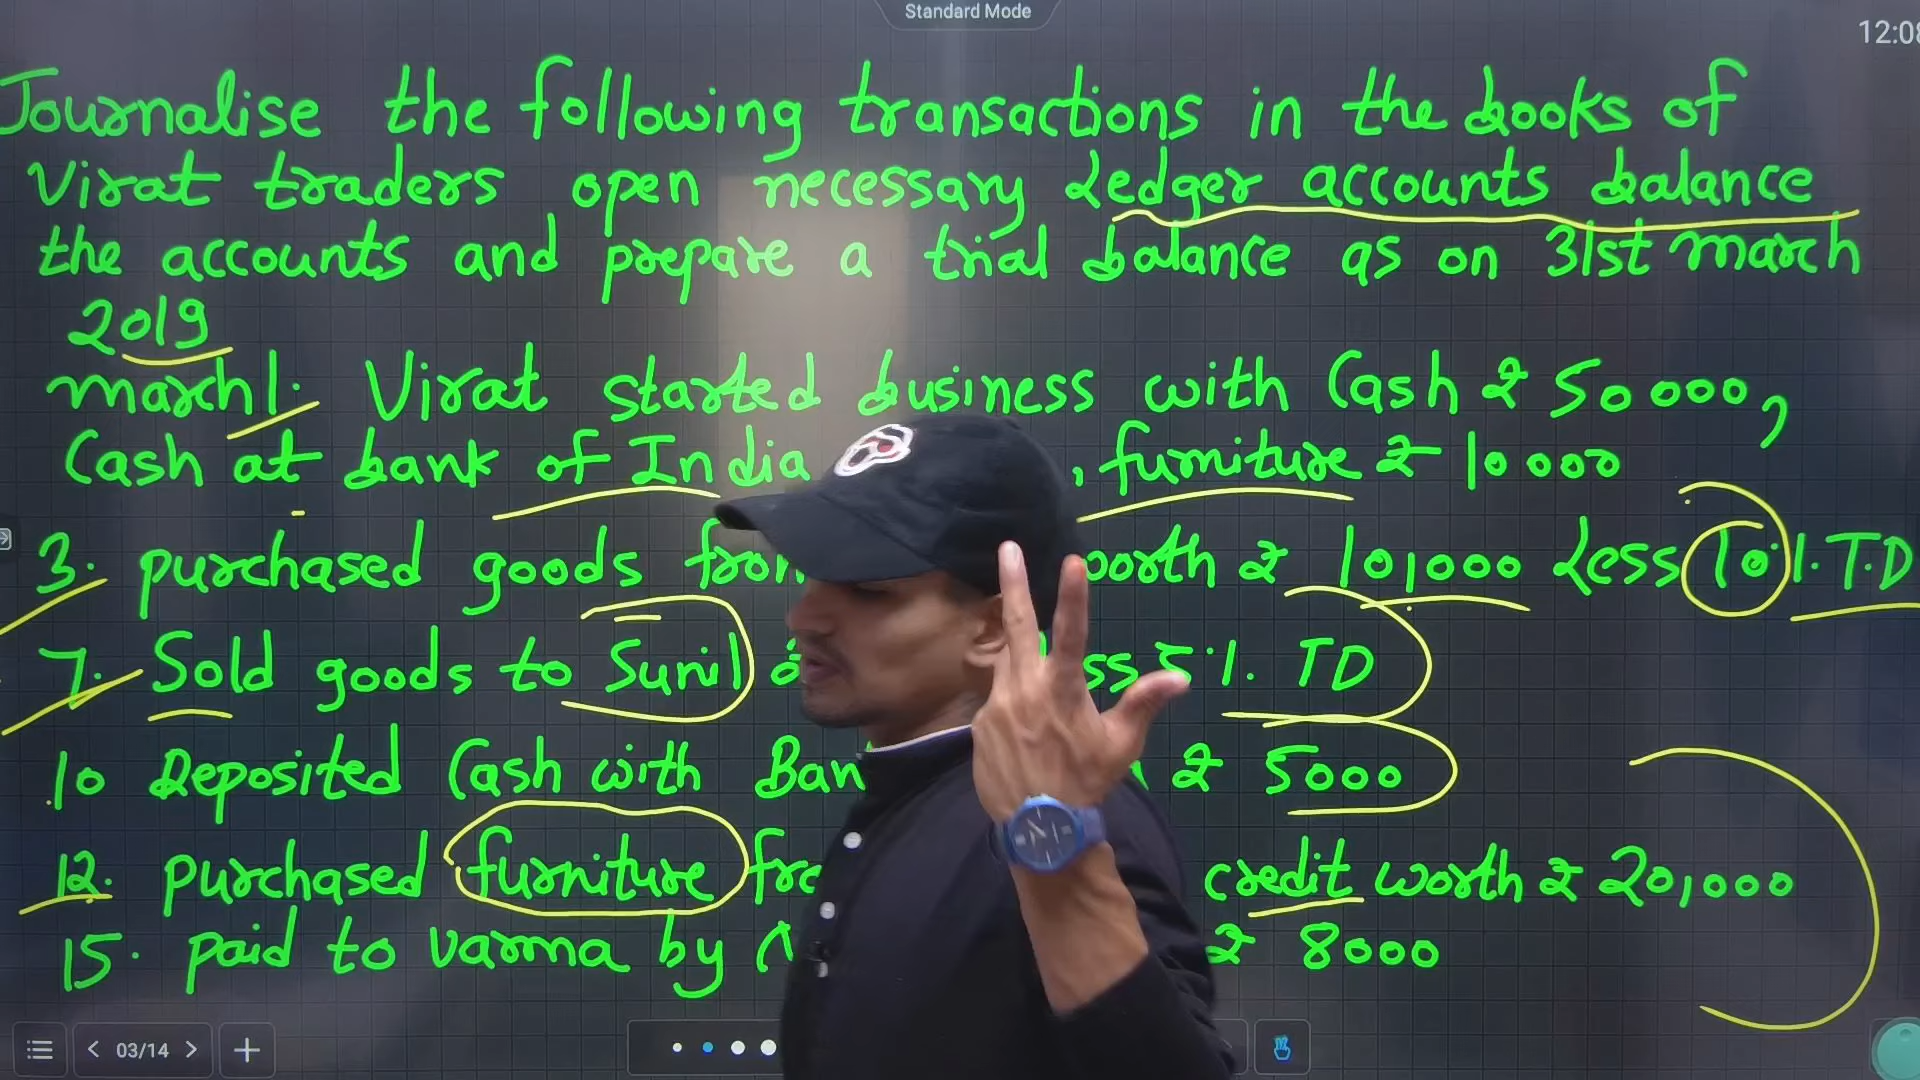 Standard Mode
12:08
Journalise the following transactions in the books of
Virat traders open necessary Ledger accounts balance
the accounts and prepare a trial balance as on 31st march
2019
march 1. Virat started business with Cash ₹ 50000,
Cash at bank of India , furniture ₹ 10000
3. purchased goods from worth ₹ 10,000 Less 10%. T.D
7. Sold goods to Sunil 5%. TD
10 Deposited Cash with ₹ 5000
12. purchased furniture credit worth ₹ 20,000
15. paid to varma by ₹ 8000
03/14